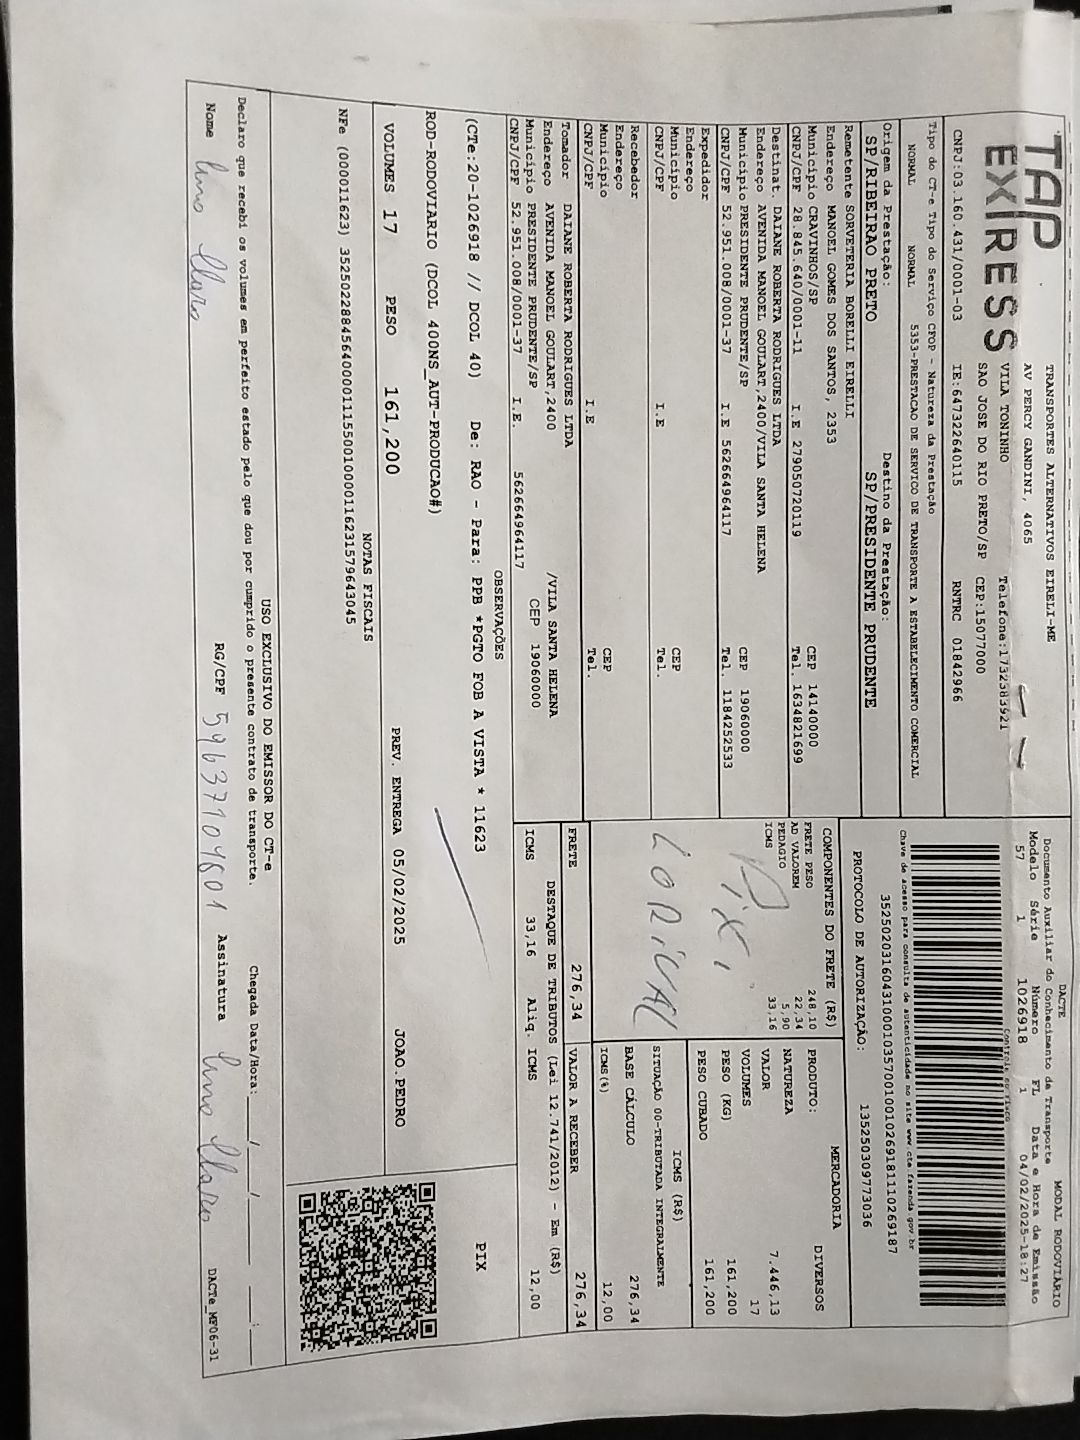 TAP
EXPRESS
TRANSPORTES ALTERNATIVOS EIRELI-ME
AV PERCY GANDINI, 4065
VILA TONINHO Telefone:1732383921
SAO JOSE DO RIO PRETO/SP CEP:15077000
CNPJ:03.160.431/0001-03 IE:647322640115 RNTRC 01842966
DACTE MODAL RODOVIÁRIO
Documento Auxiliar do Conhecimento de Transporte
Modelo Série Número FL Data e Hora de Emissão
57 1 1026918 1 04/02/2025-18:27
Controle do Fisco
Chave de acesso para consulta de autenticidade no site www.cte.fazenda.gov.br
35250203160431000103570010010269181110269187
PROTOCOLO DE AUTORIZAÇÃO: 135250309773036
Tipo do CT-e Tipo do Serviço CFOP - Natureza da Prestação
NORMAL NORMAL 5353-PRESTACAO DE SERVICO DE TRANSPORTE A ESTABELECIMENTO COMERCIAL
Origem da Prestação: Destino da Prestação:
SP/RIBEIRAO PRETO SP/PRESIDENTE PRUDENTE
Remetente SORVETERIA BORELLI EIRELLI
Endereço MANOEL GOMES DOS SANTOS, 2353
Município CRAVINHOS/SP CEP 14140000
CNPJ/CPF 28.845.640/0001-11 I.E 279050720119 Tel. 1634821699
Destinat. DAIANE ROBERTA RODRIGUES LTDA
Endereço AVENIDA MANOEL GOULART,2400/VILA SANTA HELENA
Município PRESIDENTE PRUDENTE/SP CEP 19060000
CNPJ/CPF 52.951.008/0001-37 I.E 562664964117 Tel. 1184252533
Expedidor
Endereço
Município CEP
CNPJ/CPF I.E Tel.
Recebedor
Endereço
Município CEP
CNPJ/CPF I.E Tel.
Tomador DAIANE ROBERTA RODRIGUES LTDA
Endereço AVENIDA MANOEL GOULART,2400 /VILA SANTA HELENA
Município PRESIDENTE PRUDENTE/SP CEP 19060000
CNPJ/CPF 52.951.008/0001-37 I.E. 562664964117
COMPONENTES DO FRETE (R$)
FRETE PESO 248,10
AD VALOREM 22,34
PEDAGIO 5,90
ICMS 33,16
Pix
MERCADORIA
PRODUTO: DIVERSOS
NATUREZA
VALOR 7.446,13
VOLUMES 17
PESO (KG) 161,200
PESO CUBADO 161,200
ICMS (R$)
SITUAÇÃO 00-TRIBUTADA INTEGRALMENTE
BASE CÁLCULO 276,34
ICMS(%) 12,00
FRETE 276,34 VALOR A RECEBER 276,34
DESTAQUE DE TRIBUTOS (Lei 12.741/2012) - Em (R$)
ICMS 33,16 Aliq. ICMS 12,00
OBSERVAÇÕES
(CTe:20-1026918 // DCOL 40) De: RAO - Para: PPB *PGTO FOB A VISTA * 11623
PIX
ROD-RODOVIARIO (DCOL 400NS_AUT-PRODUCAO#)
VOLUMES 17 PESO 161,200 PREV. ENTREGA 05/02/2025 JOAO.PEDRO
NOTAS FISCAIS
NFe (000011623) 35250228845640000111550010000116231579643045
USO EXCLUSIVO DO EMISSOR DO CT-e
Declaro que recebi os volumes em perfeito estado pelo que dou por cumprido o presente contrato de transporte. Chegada Data/Hora:____/____/____ ____:____
Nome RG/CPF 59637104801 Assinatura
DACTe_MF06-31